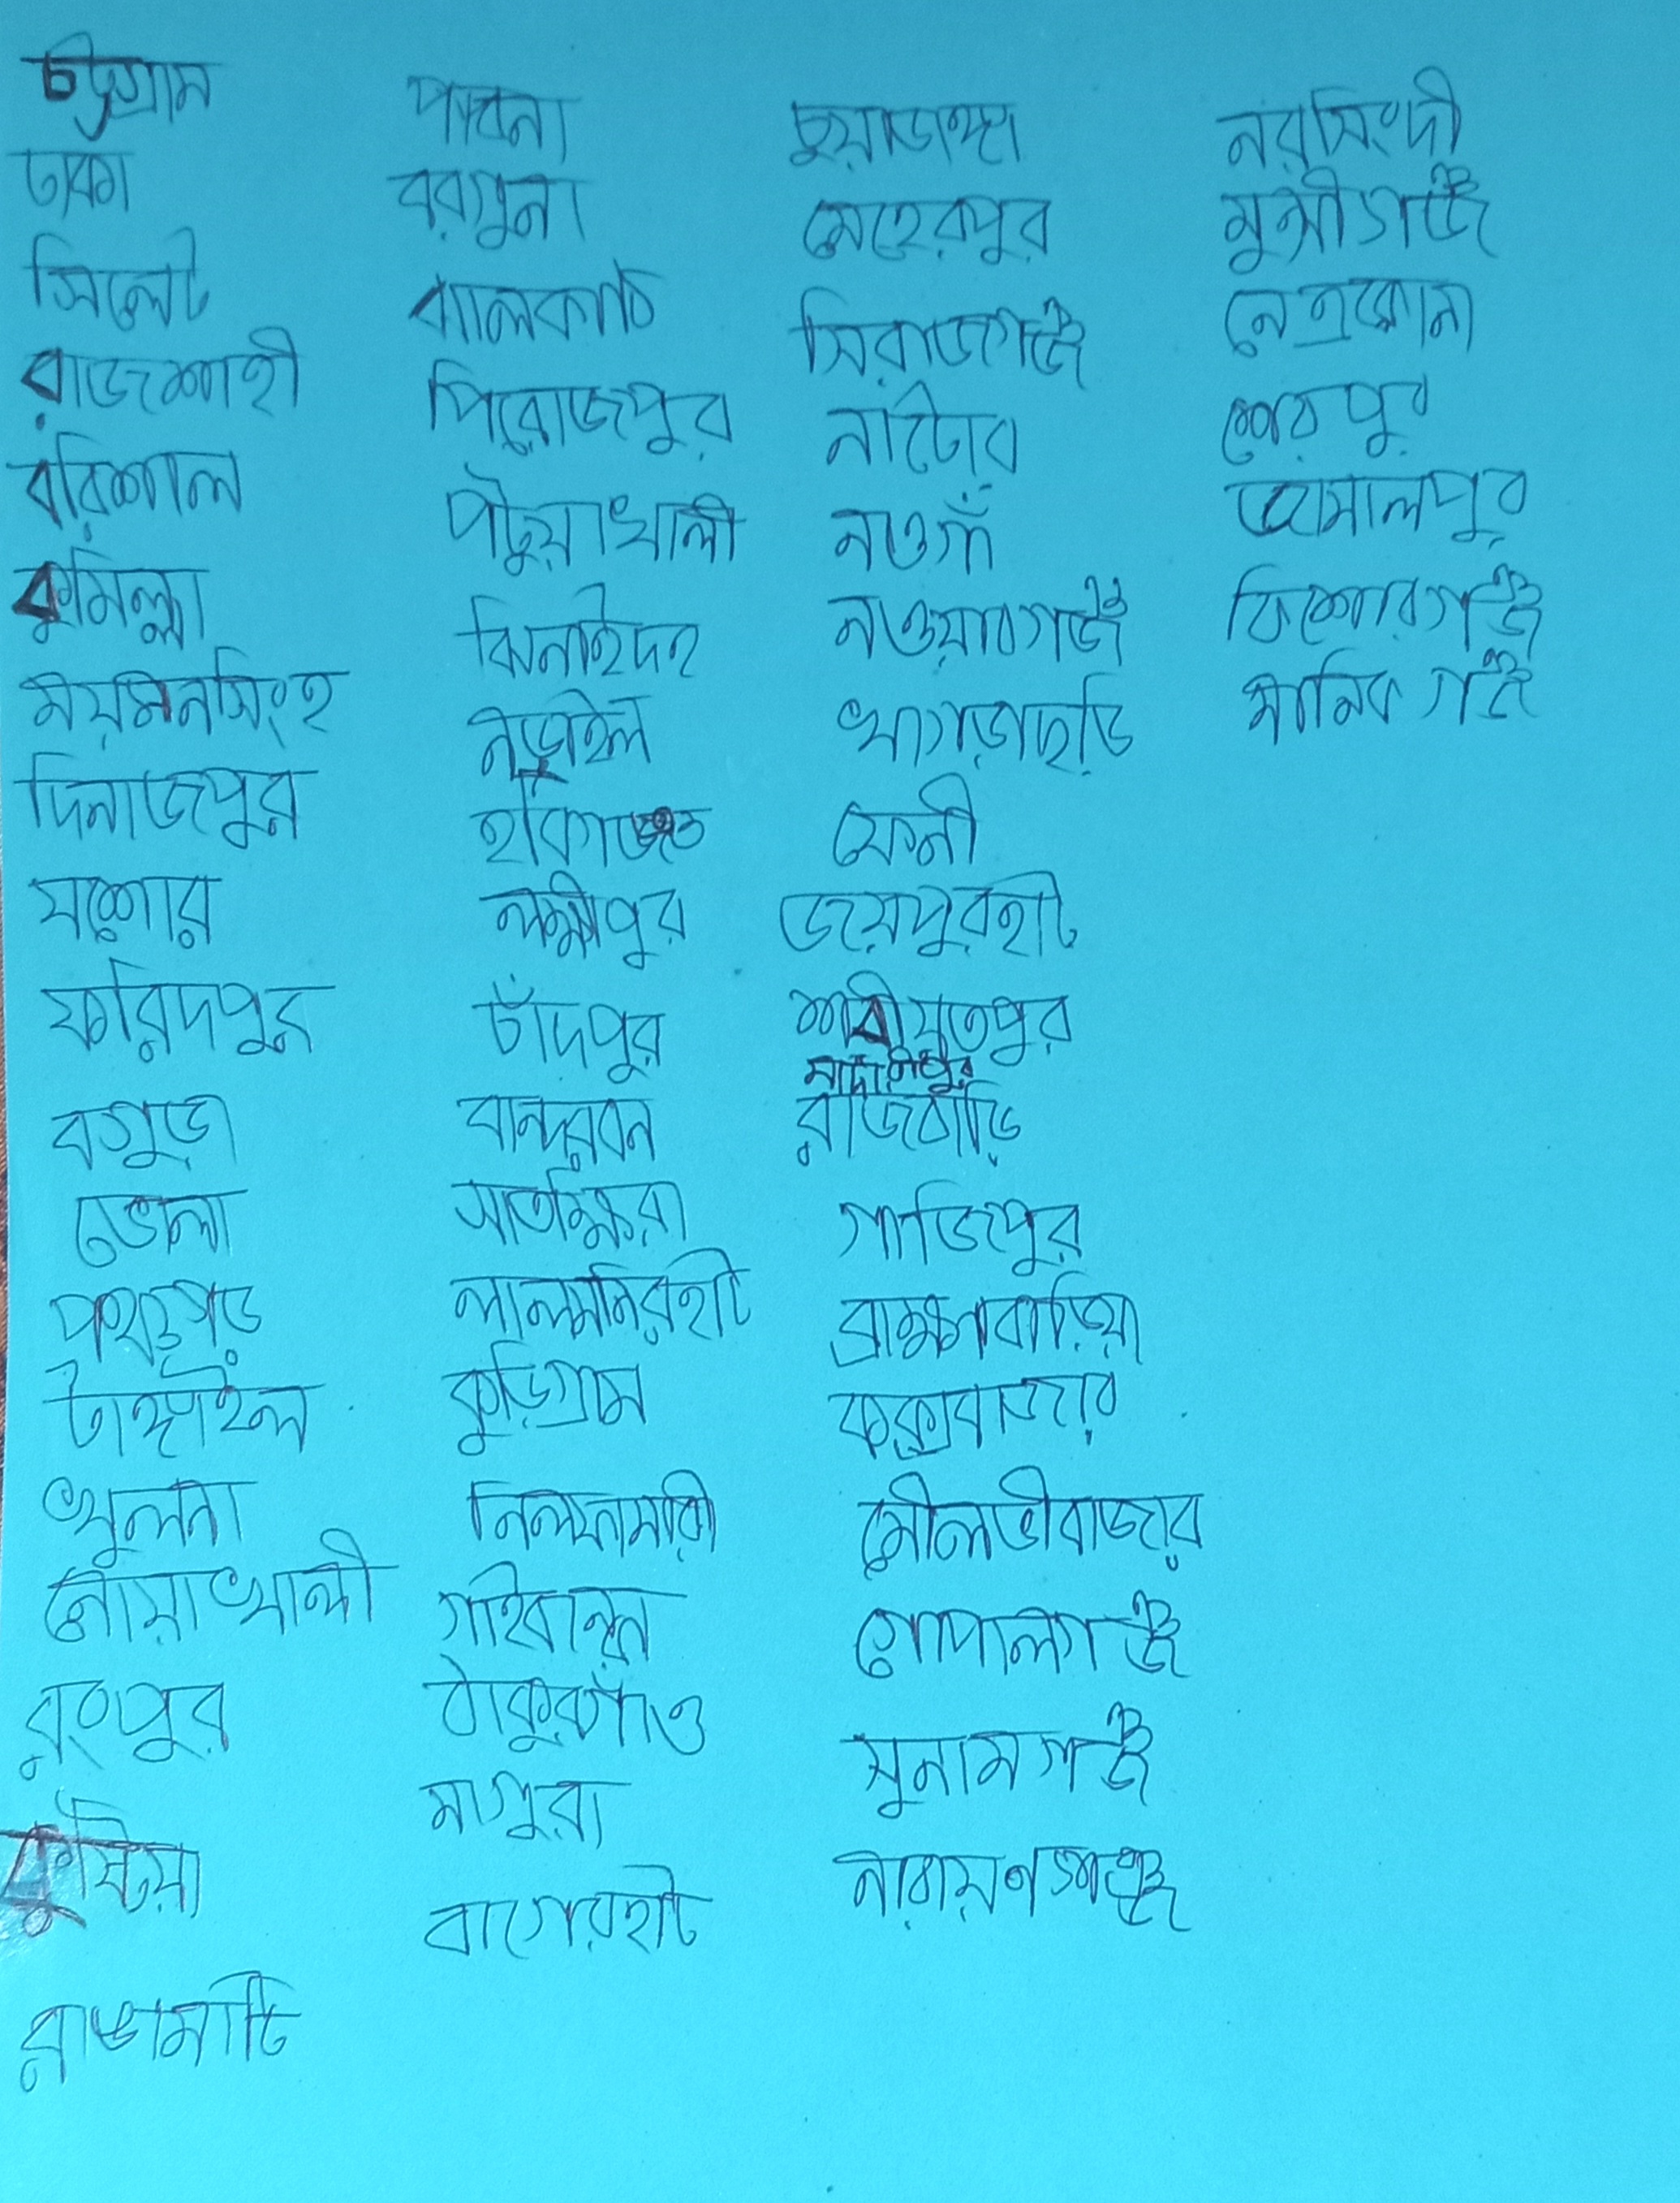 চট্টগ্রাম
ঢাকা
সিলেট
রাজশাহী
বরিশাল
কুমিল্লা
ময়মনসিংহ
দিনাজপুর
যশোর
ফরিদপুর
বগুড়া
ভোলা
পঞ্চগড়
টাঙ্গাইল
খুলনা
নোয়াখালী
রংপুর
কুষ্টিয়া
রাঙামাটি
পাবনা
বরগুনা
ঝালকাঠি
পিরোজপুর
পটুয়াখালী
ঝিনাইদহ
নড়াইল
হবিগঞ্জ
লক্ষীপুর
চাঁদপুর
বান্দরবন
সাতক্ষিরা
লালমনিরহাট
কুড়িগ্রাম
নিলফামারী
গাইবান্ধা
ঠাকুরগাঁও
মাগুরা
বাগেরহাট
চুয়াডাঙ্গা
মেহেরপুর
সিরাজগঞ্জ
নাটোর
নওগাঁ
নওয়াবগঞ্জ
খাগড়াছড়ি
ফেনী
জয়পুরহাট
শরীয়তপুর
মাদারিপুর
রাজবাড়ি
গাজিপুর
ব্রাহ্মণবাড়িয়া
কক্সবাজার
মৌলভীবাজার
গোপালগঞ্জ
সুনামগঞ্জ
নারায়ণগঞ্জ
নরসিংদী
মুন্সীগঞ্জ
নেত্রকোনা
শেরপুর
জামালপুর
কিশোরগঞ্জ
মানিকগঞ্জ